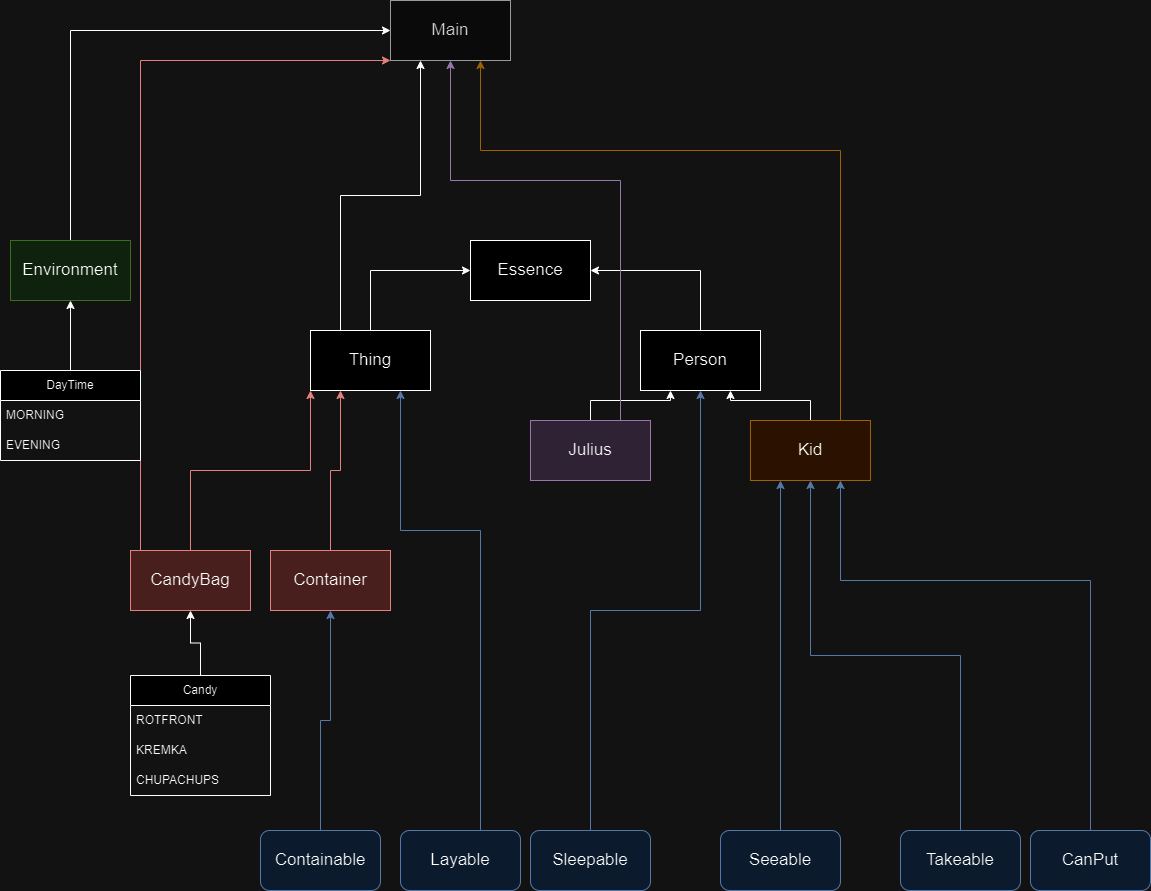 Main
Environment
Essence
Thing
Person
DayTime
MORNING
EVENING
Julius
Kid
CandyBag
Container
Candy
ROTFRONT
KREMKA
CHUPACHUPS
Containable
Layable
Sleepable
Seeable
Takeable
CanPut